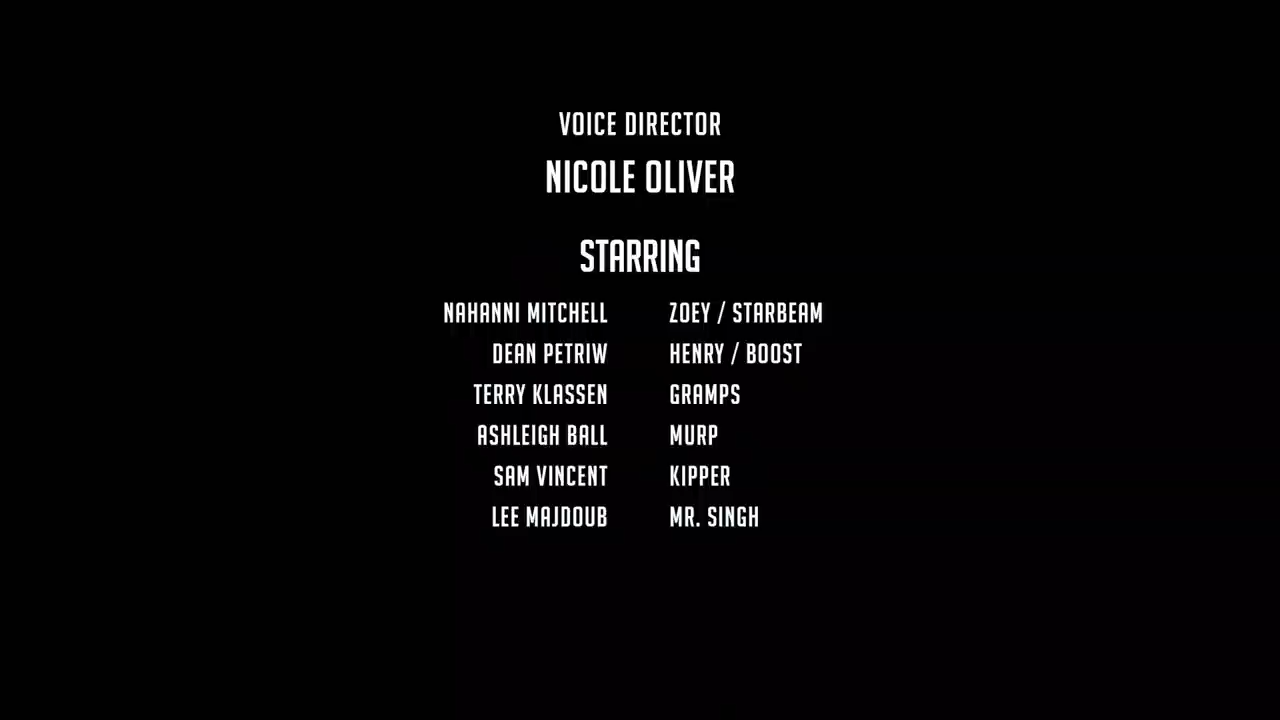 VOICE DIRECTOR
NICOLE OLIVER
STARRING
NAHANNI MITCHELL ZOEY / STARBEAM
DEAN PETRIW HENRY / BOOST
TERRY KLASSEN GRAMPS
ASHLEIGH BALL MURP
SAM VINCENT KIPPER
LEE MAJDOUB MR. SINGH